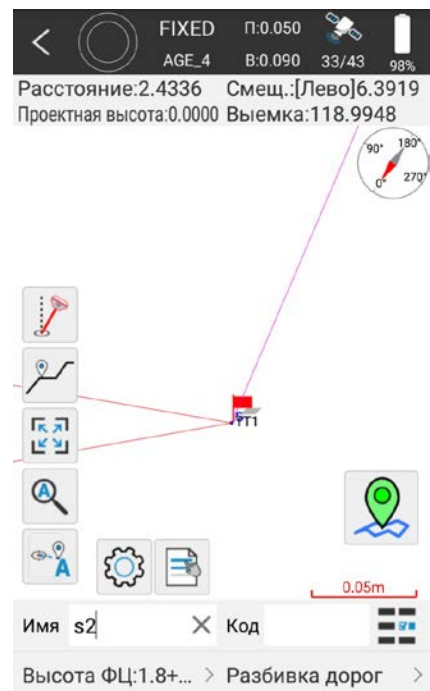 FIXED П:0.050
AGE_4 В:0.090 33/43 98%
Расстояние:2.4336 Смещ.:[Лево]6.3919
Проектная высота:0.0000 Выемка:118.9948
90° 180°
0° 270°
A
A
0.05m
Имя s2 Код
Высота ФЦ:1.8+... > Разбивка дорог >